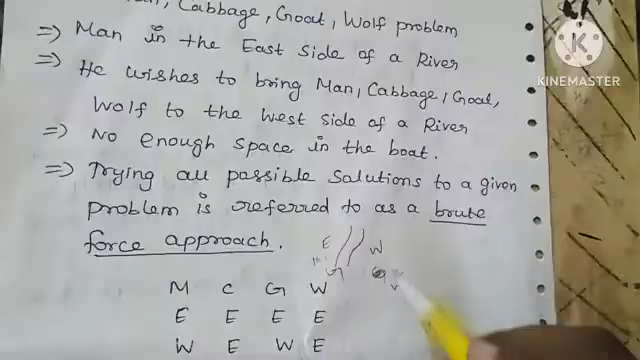 an, Cabbage, Goat, Wolf problem
=> Man in the East side of a River
=> He wishes to bring Man, Cabbage, Goat,
Wolf to the west side of a River
=> No enough space in the boat.
=> Trying all possible solutions to a given
problem is referred to as a brute
force approach.
E W
G
M C G W
E E E E
W E W E
K
KINEMASTER